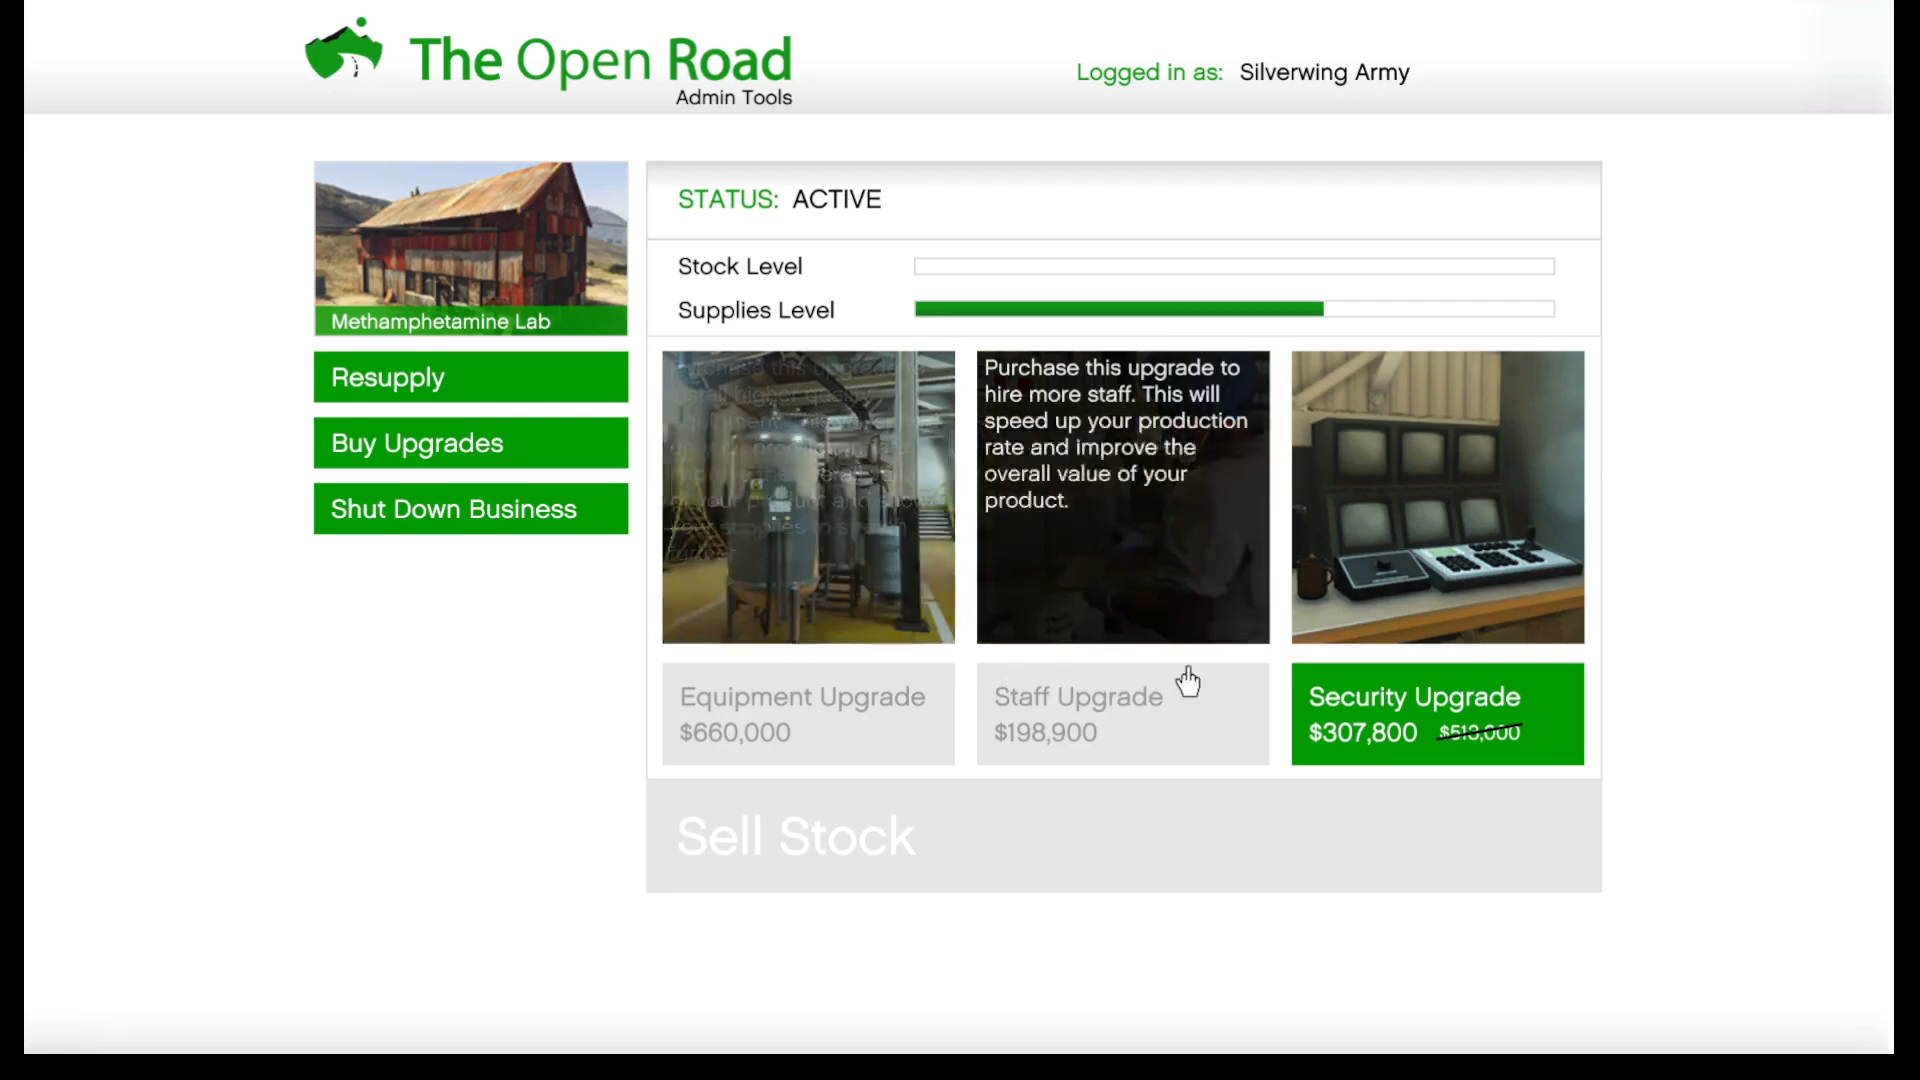 The Open Road
Admin Tools
Logged in as: Silverwing Army
Methamphetamine Lab
Resupply
Buy Upgrades
Shut Down Business
STATUS: ACTIVE
Stock Level
Supplies Level
Purchase this upgrade to
hire more staff. This will
speed up your production
rate and improve the
overall value of your
product.
Equipment Upgrade
$660,000
Staff Upgrade
$198,900
Security Upgrade
$307,800 $513,000
Sell Stock